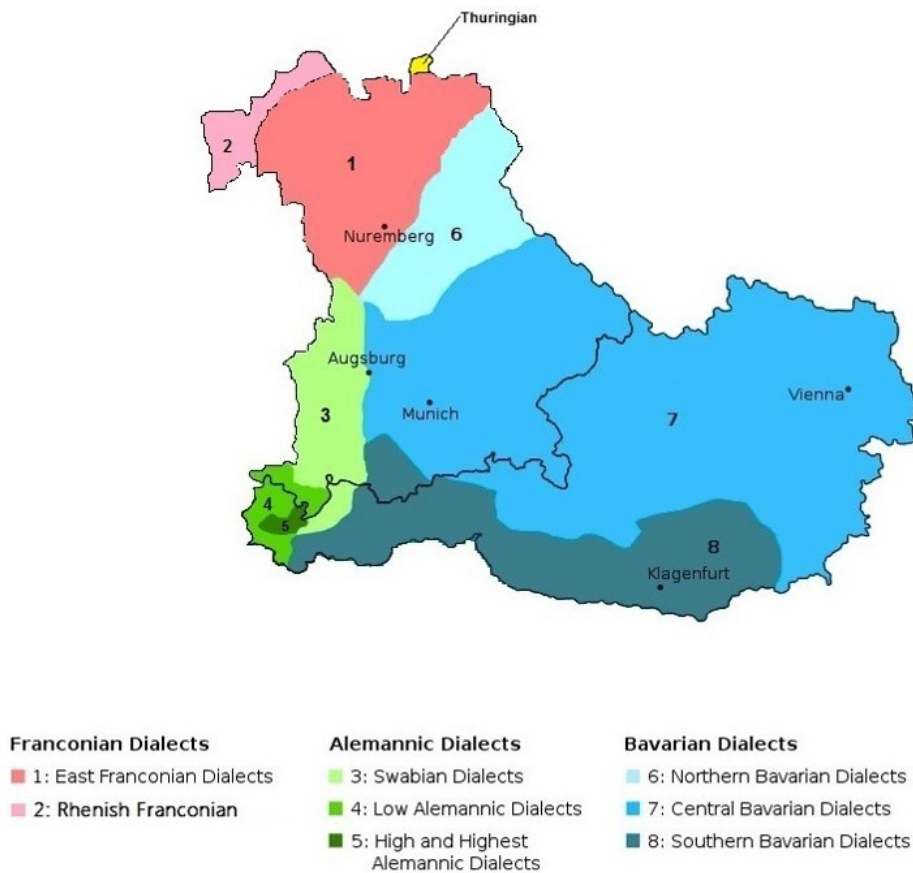 Thuringian
2
1
Nuremberg
6
Augsburg
Munich
3
Vienna
7
4
5
8
Klagenfurt
Franconian Dialects
1: East Franconian Dialects
2: Rhenish Franconian
Alemannic Dialects
3: Swabian Dialects
4: Low Alemannic Dialects
5: High and Highest
Alemannic Dialects
Bavarian Dialects
6: Northern Bavarian Dialects
7: Central Bavarian Dialects
8: Southern Bavarian Dialects